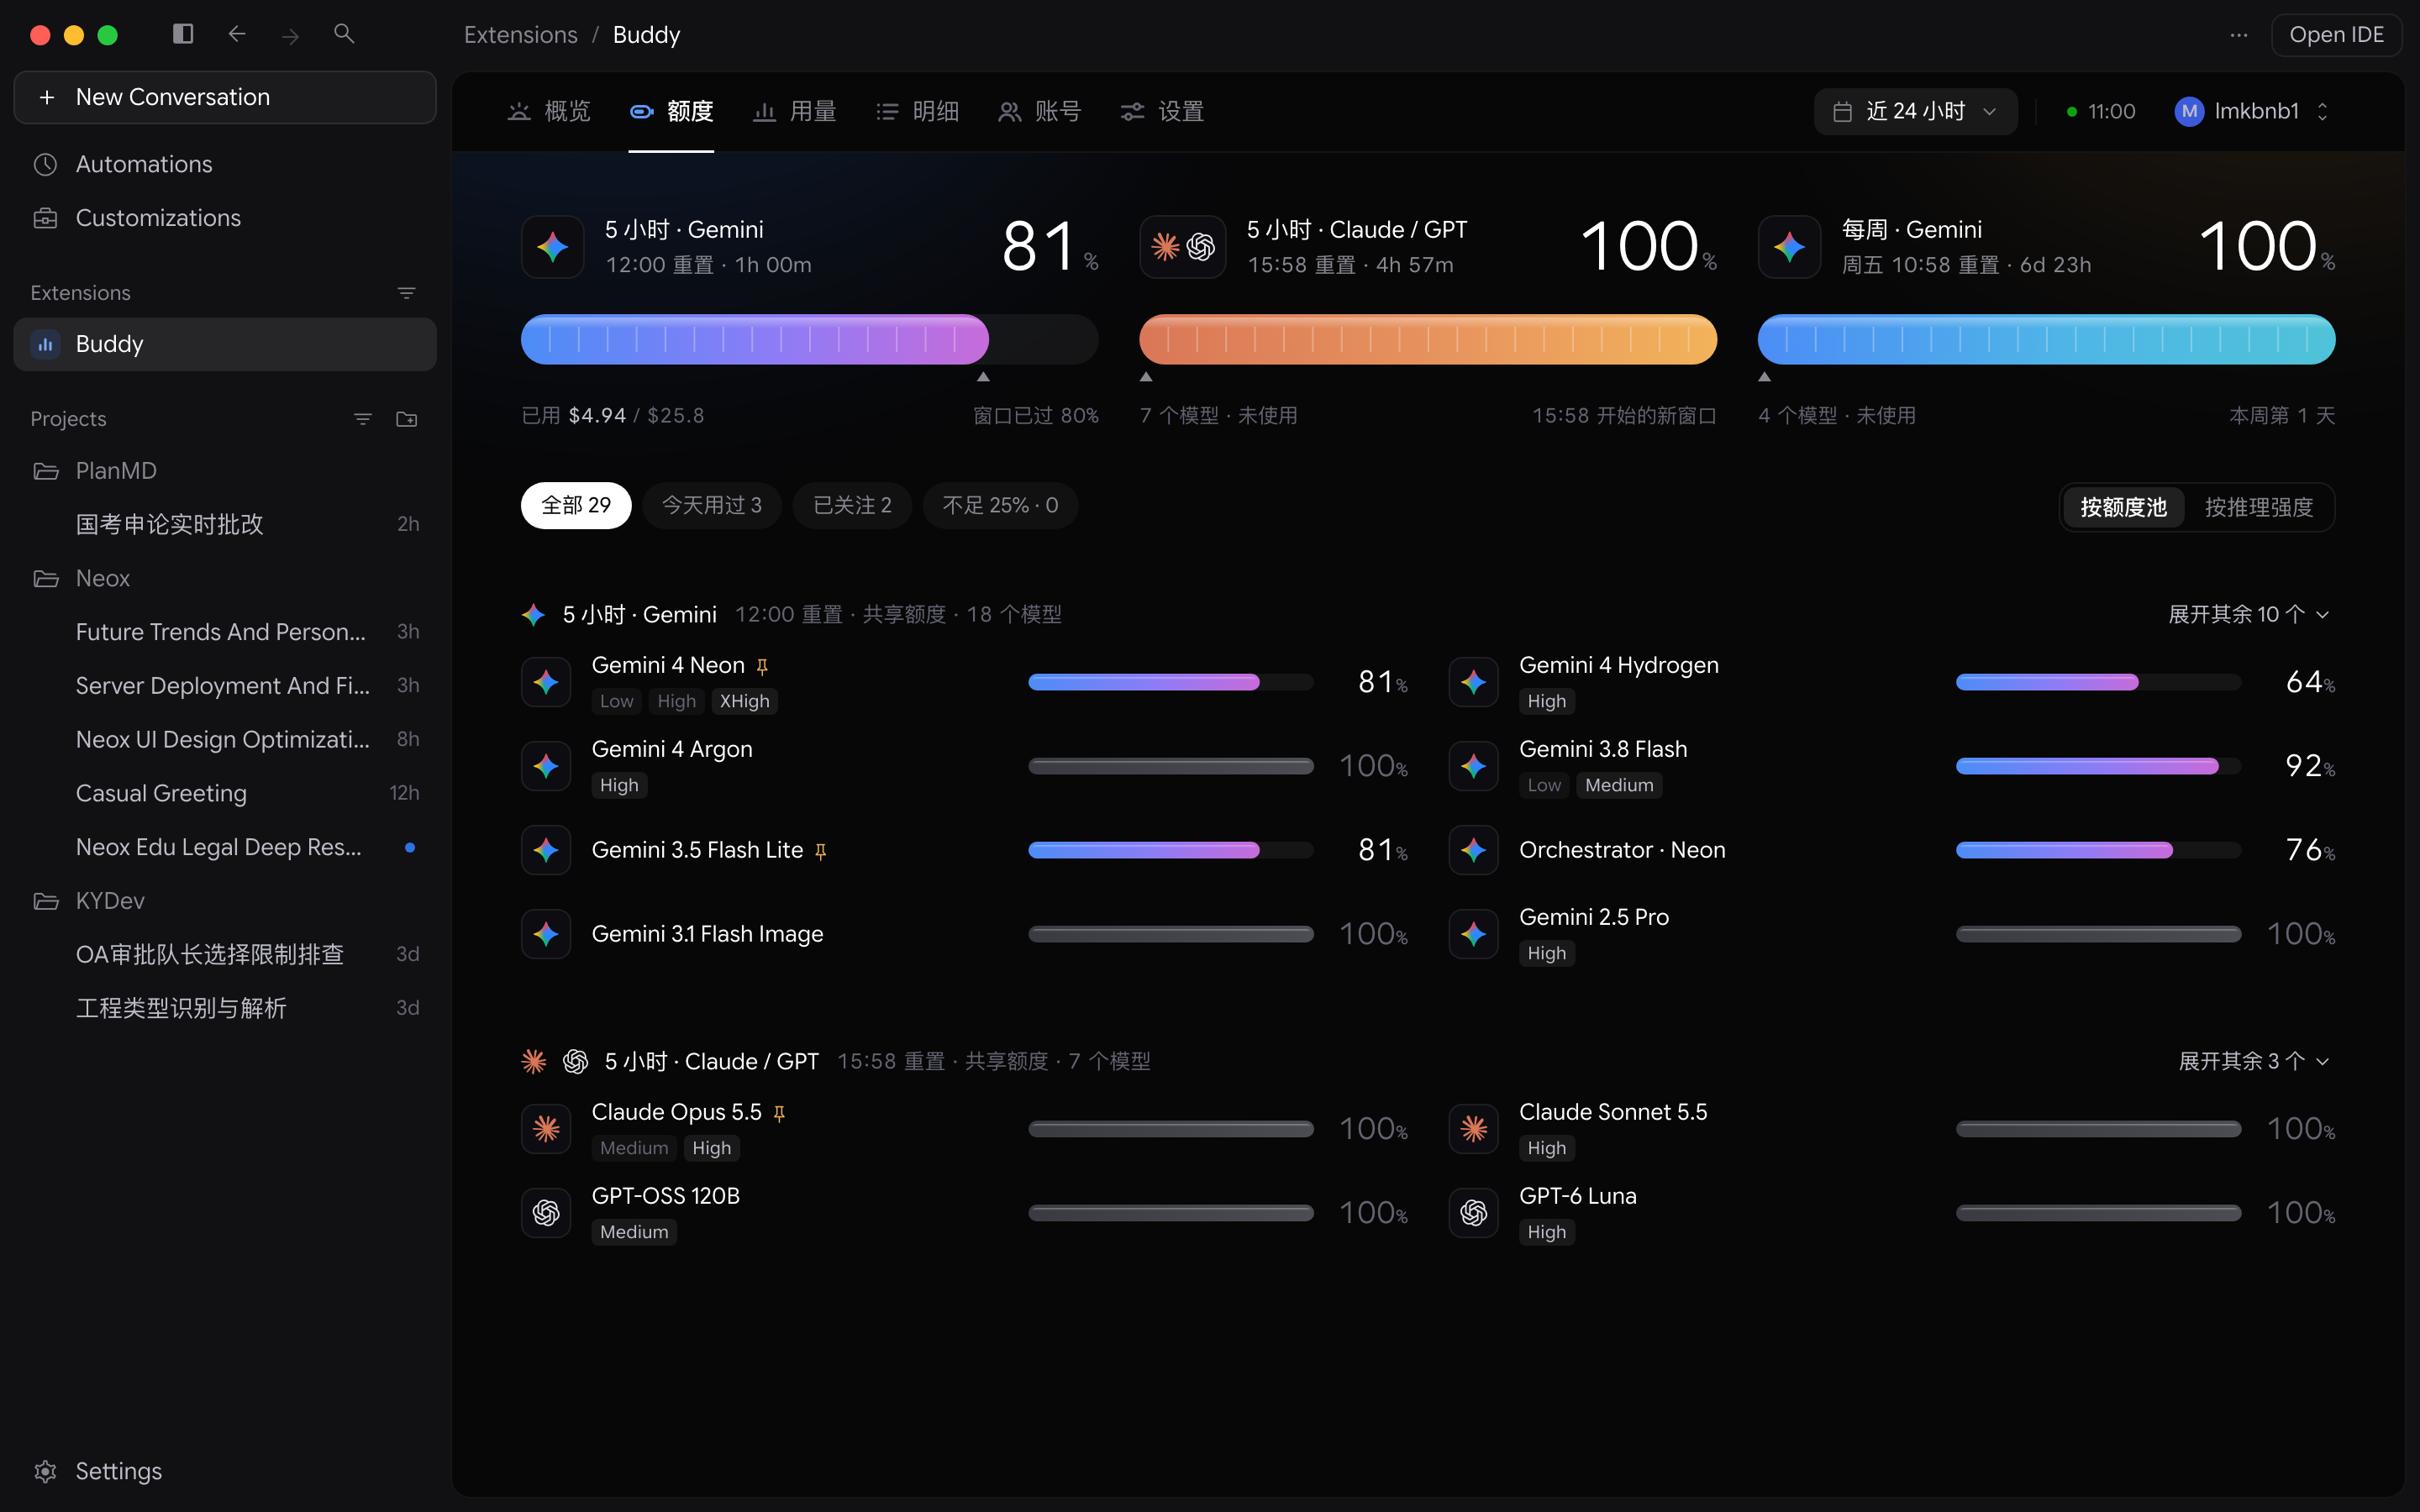 Extensions / Buddy
Open IDE
New Conversation
Automations
Customizations
Extensions
Buddy
Projects
PlanMD
国考申论实时批改 2h
Neox
Future Trends And Person... 3h
Server Deployment And Fi... 3h
Neox UI Design Optimizati... 8h
Casual Greeting 12h
Neox Edu Legal Deep Res...
KYDev
OA审批队长选择限制排查 3d
工程类型识别与解析 3d
Settings
概览 额度 用量 明细 账号 设置
近 24 小时 11:00 M lmkbnb1
5 小时 · Gemini
12:00 重置 · 1h 00m
81%
已用 $4.94 / $25.8 窗口已过 80%
5 小时 · Claude / GPT
15:58 重置 · 4h 57m
100%
7 个模型 · 未使用 15:58 开始的新窗口
每周 · Gemini
周五 10:58 重置 · 6d 23h
100%
4 个模型 · 未使用 本周第 1 天
全部 29 今天用过 3 已关注 2 不足 25% · 0
按额度池 按推理强度
5 小时 · Gemini 12:00 重置 · 共享额度 · 18 个模型 展开其余 10 个
Gemini 4 Neon
Low High XHigh
81%
Gemini 4 Hydrogen
High
64%
Gemini 4 Argon
High
100%
Gemini 3.8 Flash
Low Medium
92%
Gemini 3.5 Flash Lite
81%
Orchestrator · Neon
76%
Gemini 3.1 Flash Image
100%
Gemini 2.5 Pro
High
100%
5 小时 · Claude / GPT 15:58 重置 · 共享额度 · 7 个模型 展开其余 3 个
Claude Opus 5.5
Medium High
100%
Claude Sonnet 5.5
High
100%
GPT-OSS 120B
Medium
100%
GPT-6 Luna
High
100%